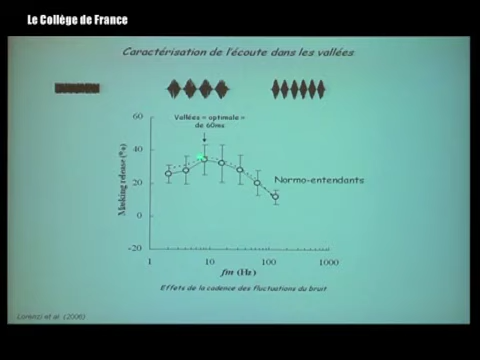 Le Collège de France
Caractérisation de l'écoute dans les vallées
Vallées « optimale »
de 60ms
60
40
20
0
-20
Masking release (%)
Normo-entendants
1
10
100
1000
fm (Hz)
Effets de la cadence des fluctuations du bruit
Lorenzi et al. (2006)